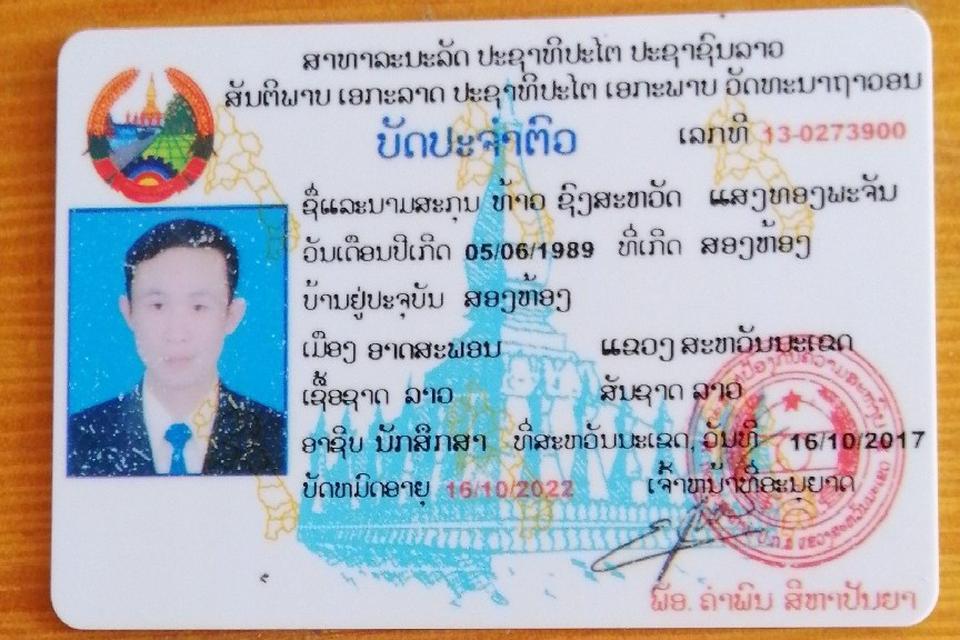 ສາທາລະນະລັດ ປະຊາທິປະໄຕ ປະຊາຊົນລາວ
ສັນຕິພາບ ເອກະລາດ ປະຊາທິປະໄຕ ເອກະພາບ ວັດທະນາຖາວອນ
ບັດປະຈຳຕົວ ເລກທີ 13-0273900
ຊື່ແລະນາມສະກຸນ ທ້າວ ຊົງສະຫວັດ ແສງທອງພະຈັນ
ວັນເດືອນປີເກີດ 05/06/1989 ທີ່ເກີດ ສອງຫ້ອງ
ບ້ານຢູ່ປະຈຸບັນ ສອງຫ້ອງ
ເມືອງ ອາດສະພອນ ແຂວງ ສະຫວັນນະເຂດ
ເຊື້ອຊາດ ລາວ ສັນຊາດ ລາວ
ອາຊີບ ນັກສຶກສາ ທີ່ສະຫວັນນະເຂດ, ວັນທີ 16/10/2017
ບັດຫມົດອາຍຸ 16/10/2022 ເຈົ້າຫນ້າທີ່ອະນຸຍາດ
ພັອ. ຄຳພົນ ສີຫາປັນຍາ